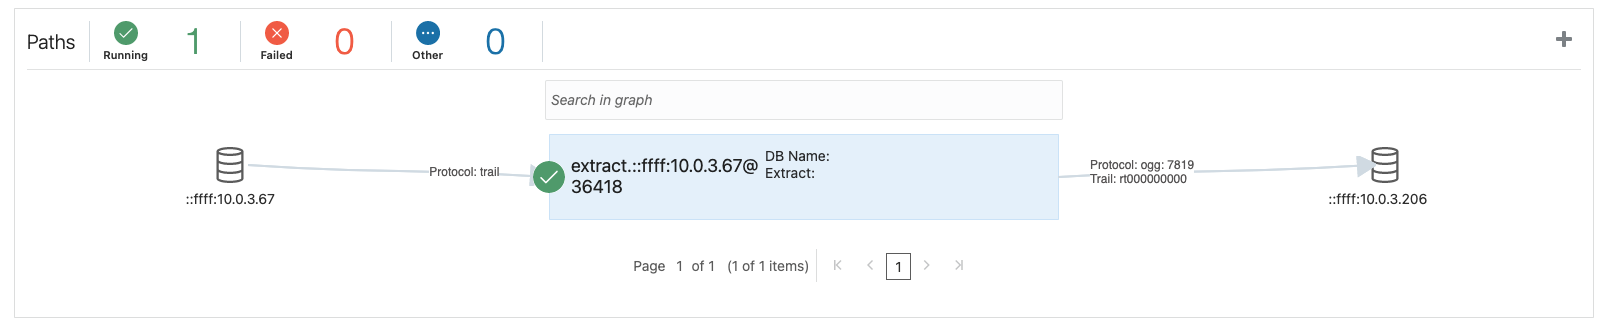 Paths
Running
1
Failed
0
Other
0
Search in graph
::ffff:10.0.3.67
Protocol: trail
extract.::ffff:10.0.3.67@
36418
DB Name:
Extract:
Protocol: ogg: 7819
Trail: rt000000000
::ffff:10.0.3.206
Page 1 of 1 (1 of 1 items)
1